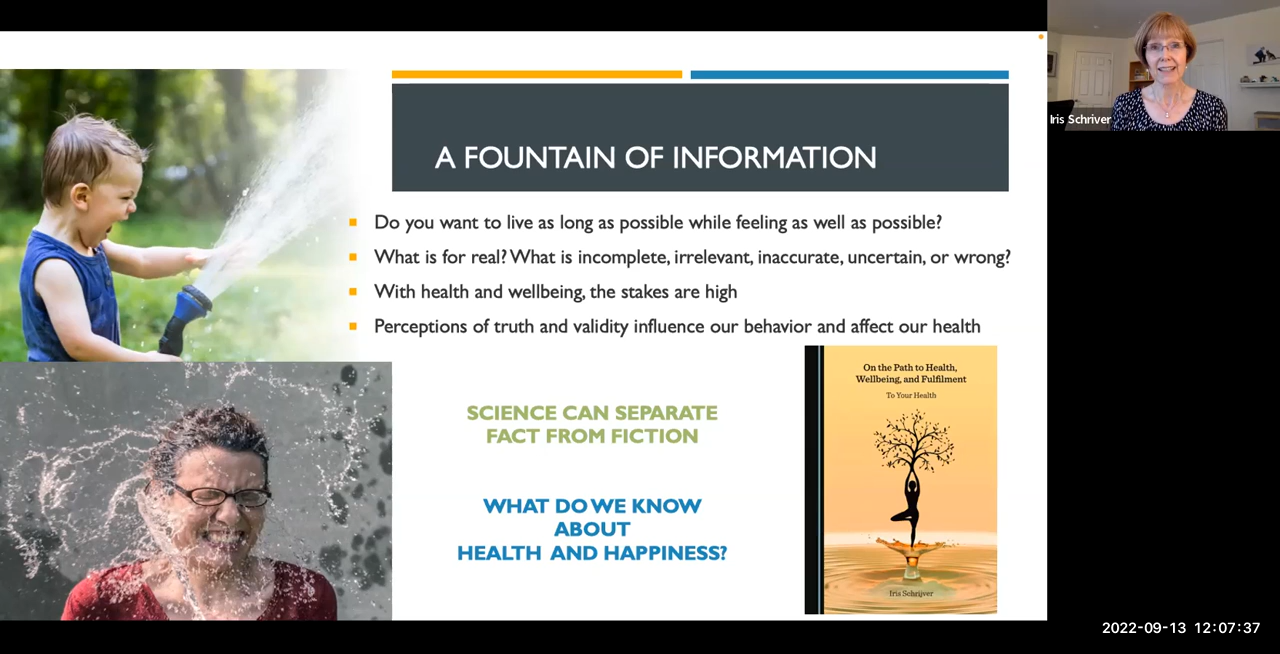 A FOUNTAIN OF INFORMATION
Iris Schriver
Do you want to live as long as possible while feeling as well as possible?
What is for real? What is incomplete, irrelevant, inaccurate, uncertain, or wrong?
With health and wellbeing, the stakes are high
Perceptions of truth and validity influence our behavior and affect our health
SCIENCE CAN SEPARATE
FACT FROM FICTION
WHAT DO WE KNOW
ABOUT
HEALTH AND HAPPINESS?
On the Path to Health,
Wellbeing, and Fulfilment
To Your Health
Iris Schrijver
2022-09-13 12:07:37